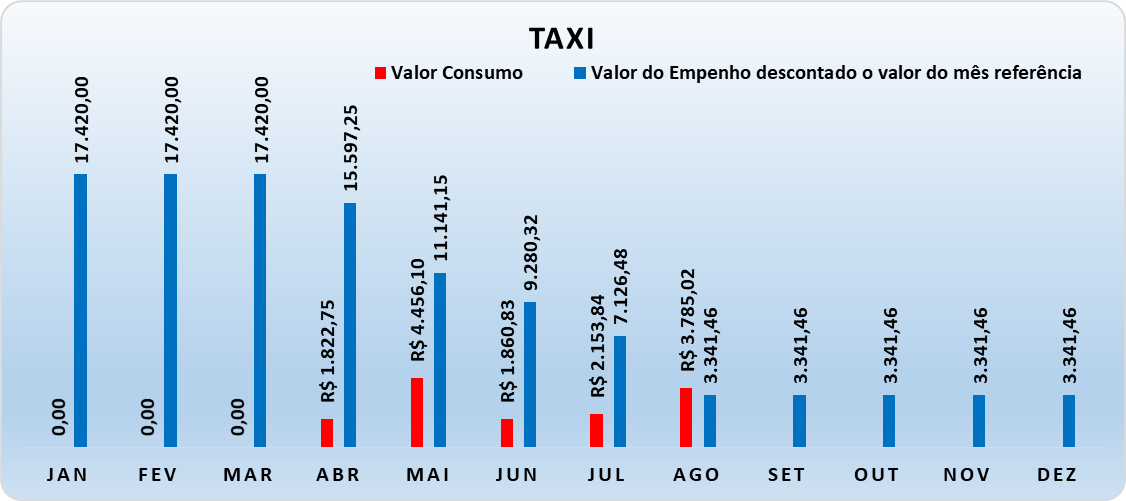 TAXI
Valor Consumo
Valor do Empenho descontado o valor do mês referência
0,00
17.420,00
0,00
17.420,00
0,00
17.420,00
R$ 1.822,75
15.597,25
R$ 4.456,10
11.141,15
R$ 1.860,83
9.280,32
R$ 2.153,84
7.126,48
R$ 3.785,02
3.341,46
3.341,46
3.341,46
3.341,46
3.341,46
JAN FEV MAR ABR MAI JUN JUL AGO SET OUT NOV DEZ